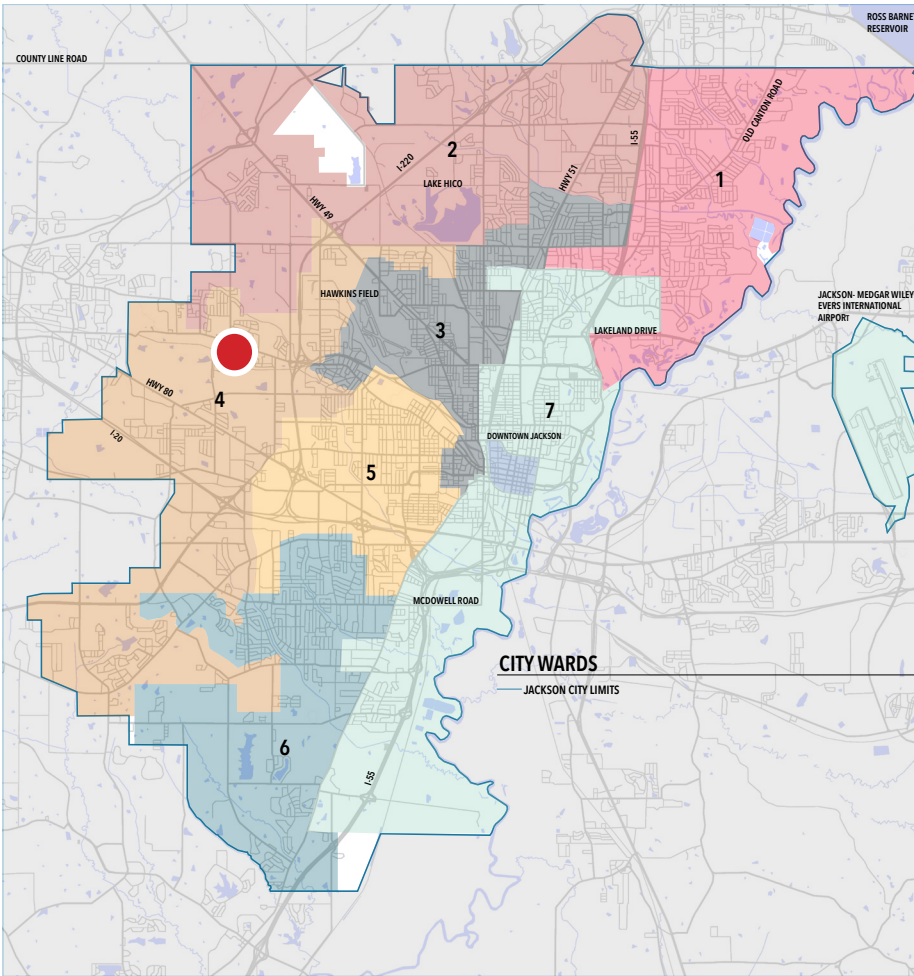 ROSS BARNE
RESERVOIR
COUNTY LINE ROAD
OLD CANTON ROAD
I-55
2
I-220
HWY 51
1
LAKE HICO
HWY 49
HAWKINS FIELD
JACKSON- MEDGAR WILEY
EVERS INTERNATIONAL
AIRPORT
3
LAKELAND DRIVE
HWY 80
4
7
I-20
DOWNTOWN JACKSON
5
MCDOWELL ROAD
CITY WARDS
JACKSON CITY LIMITS
6
I-55